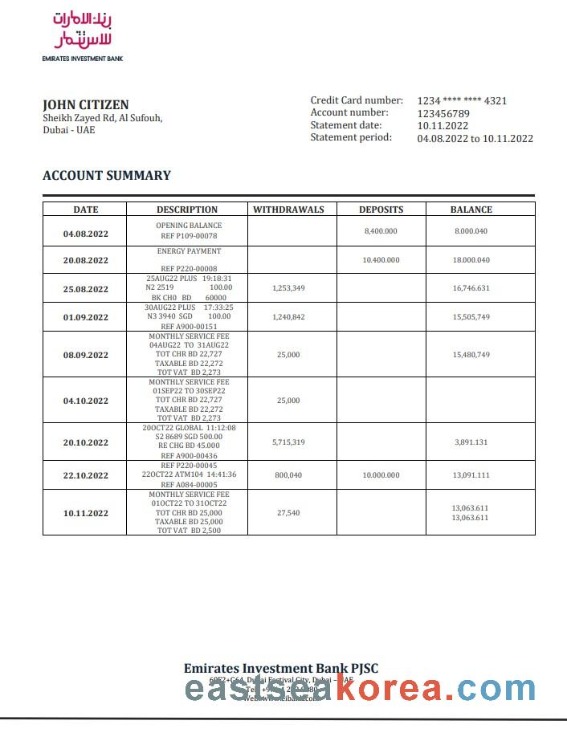 بنك الإمارات
للاستثمار
EMIRATES INVESTMENT BANK
JOHN CITIZEN
Sheikh Zayed Rd, Al Sufouh,
Dubai - UAE
Credit Card number: 1234 **** **** 4321
Account number: 123456789
Statement date: 10.11.2022
Statement period: 04.08.2022 to 10.11.2022
ACCOUNT SUMMARY
DATE DESCRIPTION WITHDRAWALS DEPOSITS BALANCE
04.08.2022 OPENING BALANCE 8,400.000 8.000.040
REF P109-00078
20.08.2022 ENERGY PAYMENT 10,400.000 18.000.040
REF P220-00008
25.08.2022 25AUG22 PLUS 19:18:31 1,253,349 16,746.631
N2 2519 100.00
BK CH0 BD 60000
01.09.2022 30AUG22 PLUS 17:33:25 1,240,842 15,505,749
N3 3940 SGD 100.00
REF A900-00151
08.09.2022 MONTHLY SERVICE FEE 25,000 15,480,749
04AUG22 TO 31AUG22
TOT CHR BD 22,727
TAXABLE BD 22,272
TOT VAT BD 2,273
04.10.2022 MONTHLY SERVICE FEE 25,000
01SEP22 TO 30SEP22
TOT CHR BD 22,727
TAXABLE BD 22,272
TOT VAT BD 2,273
20.10.2022 20OCT22 GLOBAL 11:12:08 5,715,319 3,891.131
S2 8689 SGD 500.00
RE CHG BD 45.000
REF A900-00436
22.10.2022 REF P220-00045 800,040 10.000.000 13,091.111
22OCT22 ATM104 14:41:36
REF A084-00005
10.11.2022 MONTHLY SERVICE FEE 27,540 13,063.611
01OCT22 TO 31OCT22 13,063.611
TOT CHR BD 25,000
TAXABLE BD 25,000
TOT VAT BD 2,500
Emirates Investment Bank PJSC
Dubai Festival City, Dubai - UAE
eastseakorea.com